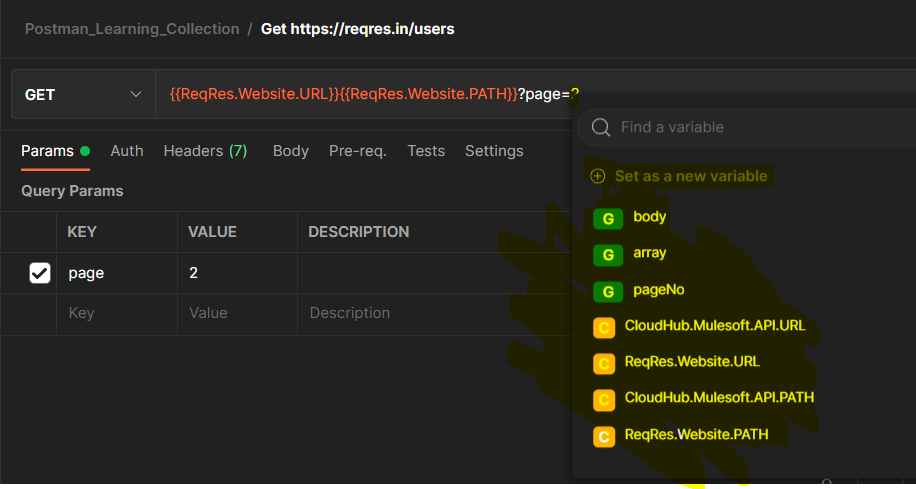 Postman_Learning_Collection / Get https://reqres.in/users
GET {{ReqRes.Website.URL}}{{ReqRes.Website.PATH}}?page=2
Find a variable
Params Auth Headers (7) Body Pre-req. Tests Settings
Set as a new variable
Query Params
G body
KEY VALUE DESCRIPTION
G array
page 2
G pageNo
Key Value Description
C CloudHub.Mulesoft.API.URL
C ReqRes.Website.URL
C CloudHub.Mulesoft.API.PATH
C ReqRes.Website.PATH